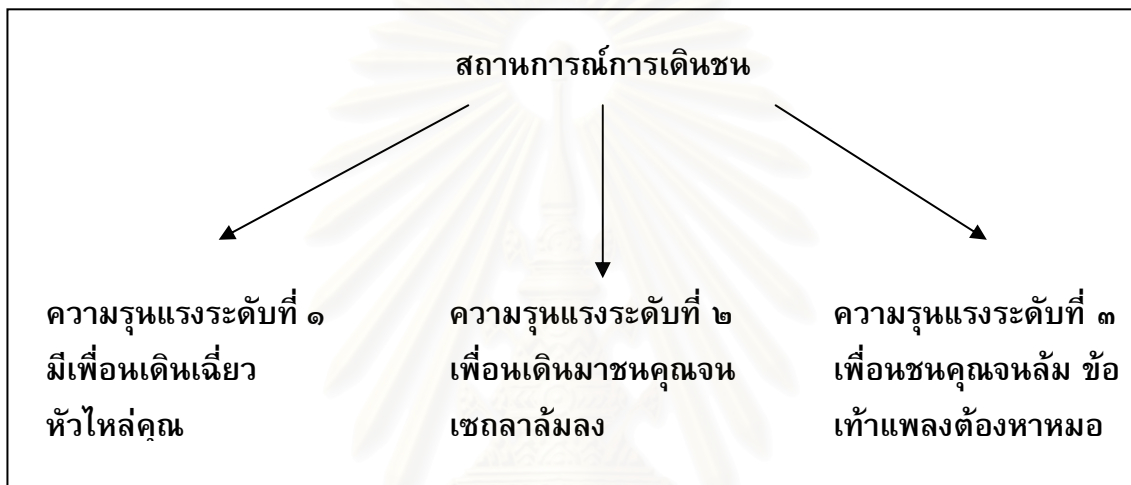 สถานการณ์การเดินชน
ความรุนแรงระดับที่ ๑
มีเพื่อนเดินเฉี่ยว
หัวไหล่คุณ
ความรุนแรงระดับที่ ๒
เพื่อนเดินมาชนคุณจน
เซถลาล้มลง
ความรุนแรงระดับที่ ๓
เพื่อนชนคุณจนล้ม ข้อ
เท้าแพลงต้องหาหมอ